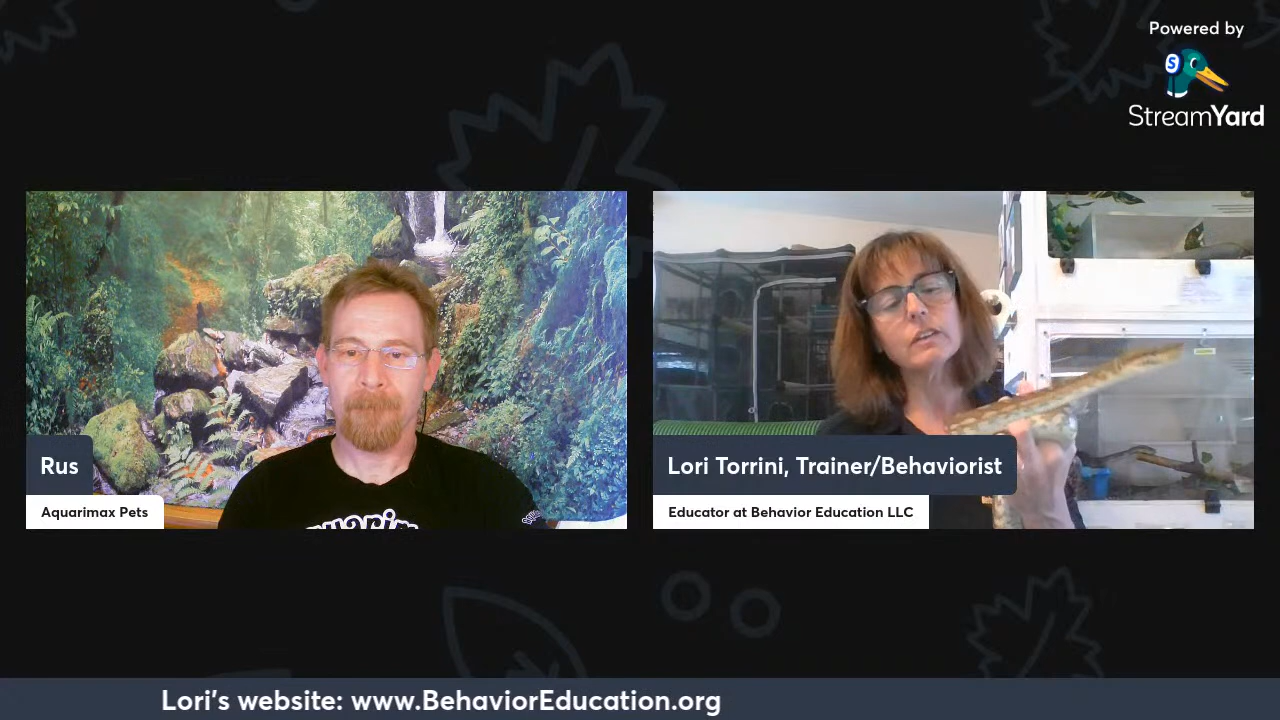 Powered by
S
StreamYard
Rus
Aquarimax Pets
Lori Torrini, Trainer/Behaviorist
Educator at Behavior Education LLC
Lori's website: www.BehaviorEducation.org